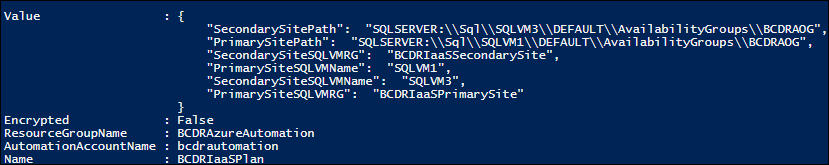 Value : {
"SecondarySitePath": "SQLSERVER:\\Sql\\SQLVM3\\DEFAULT\\AvailabilityGroups\\BCDRAOG",
"PrimarySitePath": "SQLSERVER:\\Sql\\SQLVM1\\DEFAULT\\AvailabilityGroups\\BCDRAOG",
"SecondarySiteSQLVMRG": "BCDRIaaSSecondarySite",
"PrimarySiteSQLVMName": "SQLVM1",
"SecondarySiteSQLVMName": "SQLVM3",
"PrimarySiteSQLVMRG": "BCDRIaaSPrimarySite"
}
Encrypted : False
ResourceGroupName : BCDRAzureAutomation
AutomationAccountName : bcdrautomation
Name : BCDRIaaSPlan